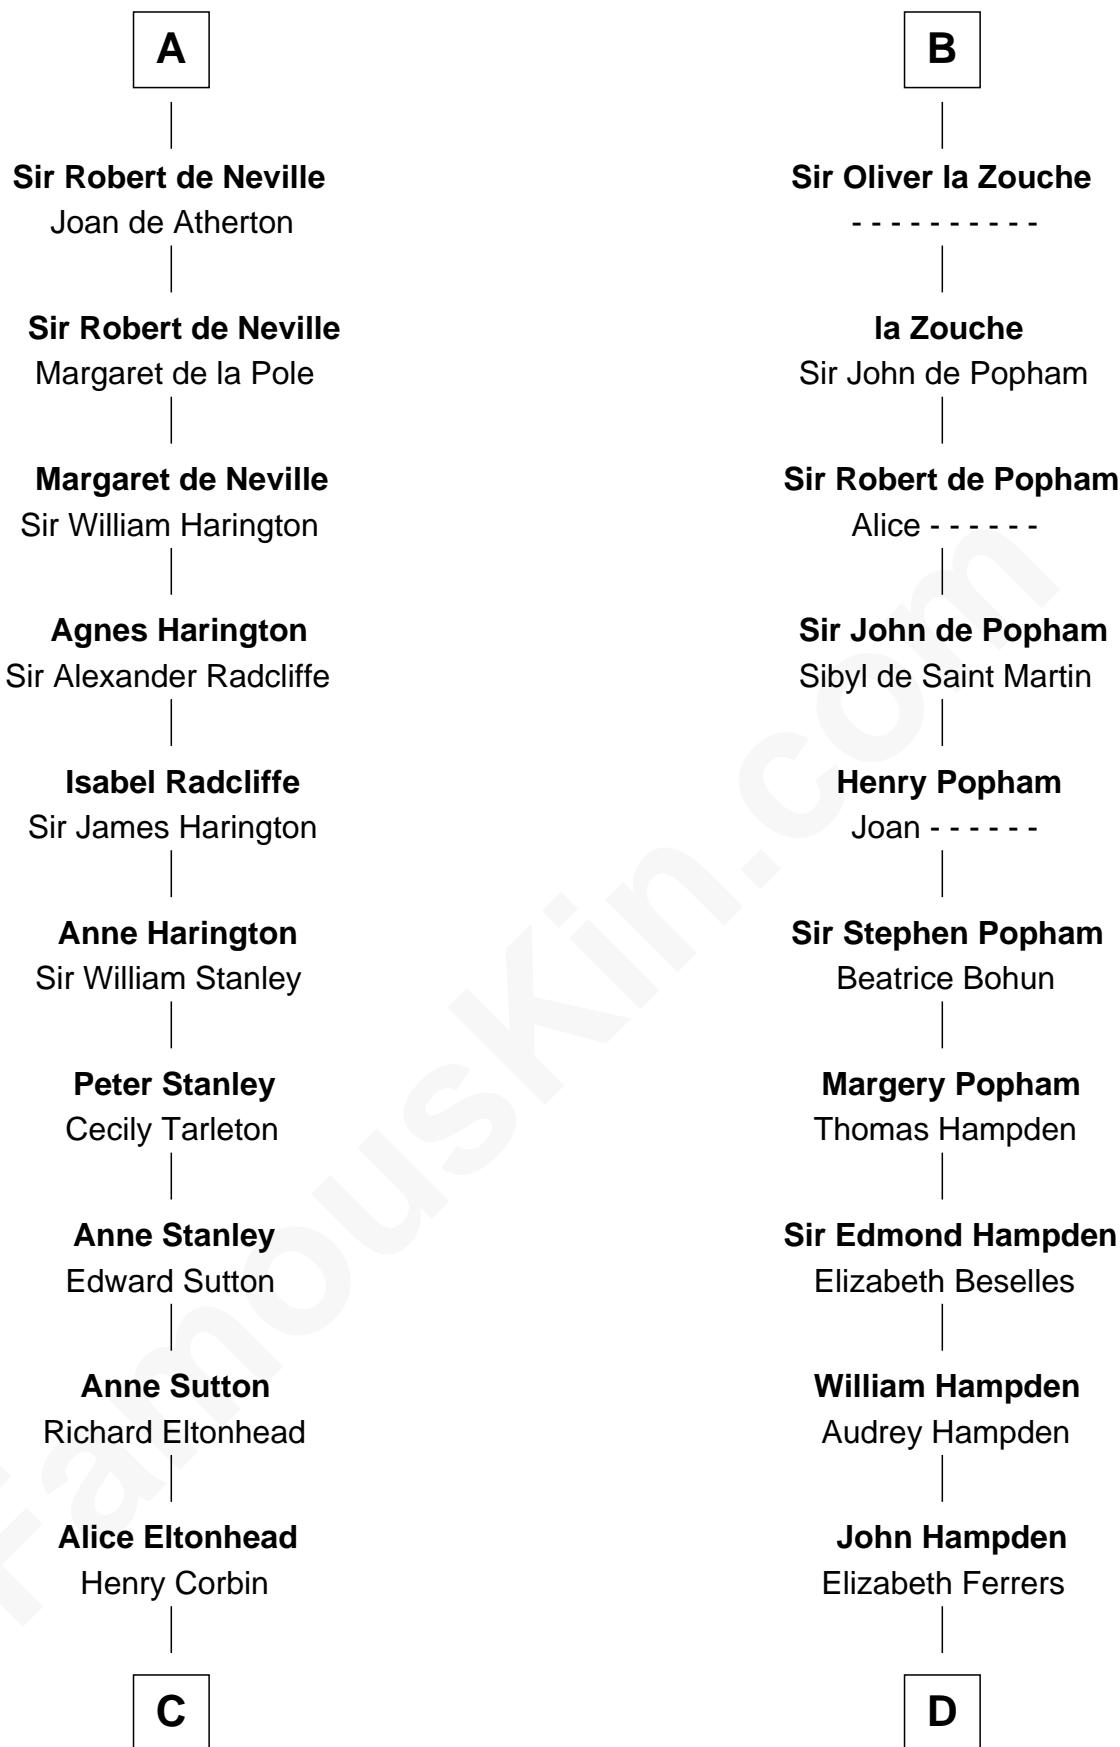 A
Sir Robert de Neville
Joan de Atherton
Sir Robert de Neville
Margaret de la Pole
Margaret de Neville
Sir William Harington
Agnes Harington
Sir Alexander Radcliffe
Isabel Radcliffe
Sir James Harington
Anne Harington
Sir William Stanley
Peter Stanley
Cecily Tarleton
Anne Stanley
Edward Sutton
Anne Sutton
Richard Eltonhead
Alice Eltonhead
Henry Corbin
C
B
Sir Oliver la Zouche
- - - - - - - - - -
la Zouche
Sir John de Popham
Sir Robert de Popham
Alice - - - - - -
Sir John de Popham
Sibyl de Saint Martin
Henry Popham
Joan - - - - - -
Sir Stephen Popham
Beatrice Bohun
Margery Popham
Thomas Hampden
Sir Edmond Hampden
Elizabeth Beselles
William Hampden
Audrey Hampden
John Hampden
Elizabeth Ferrers
D
FamousKin.com